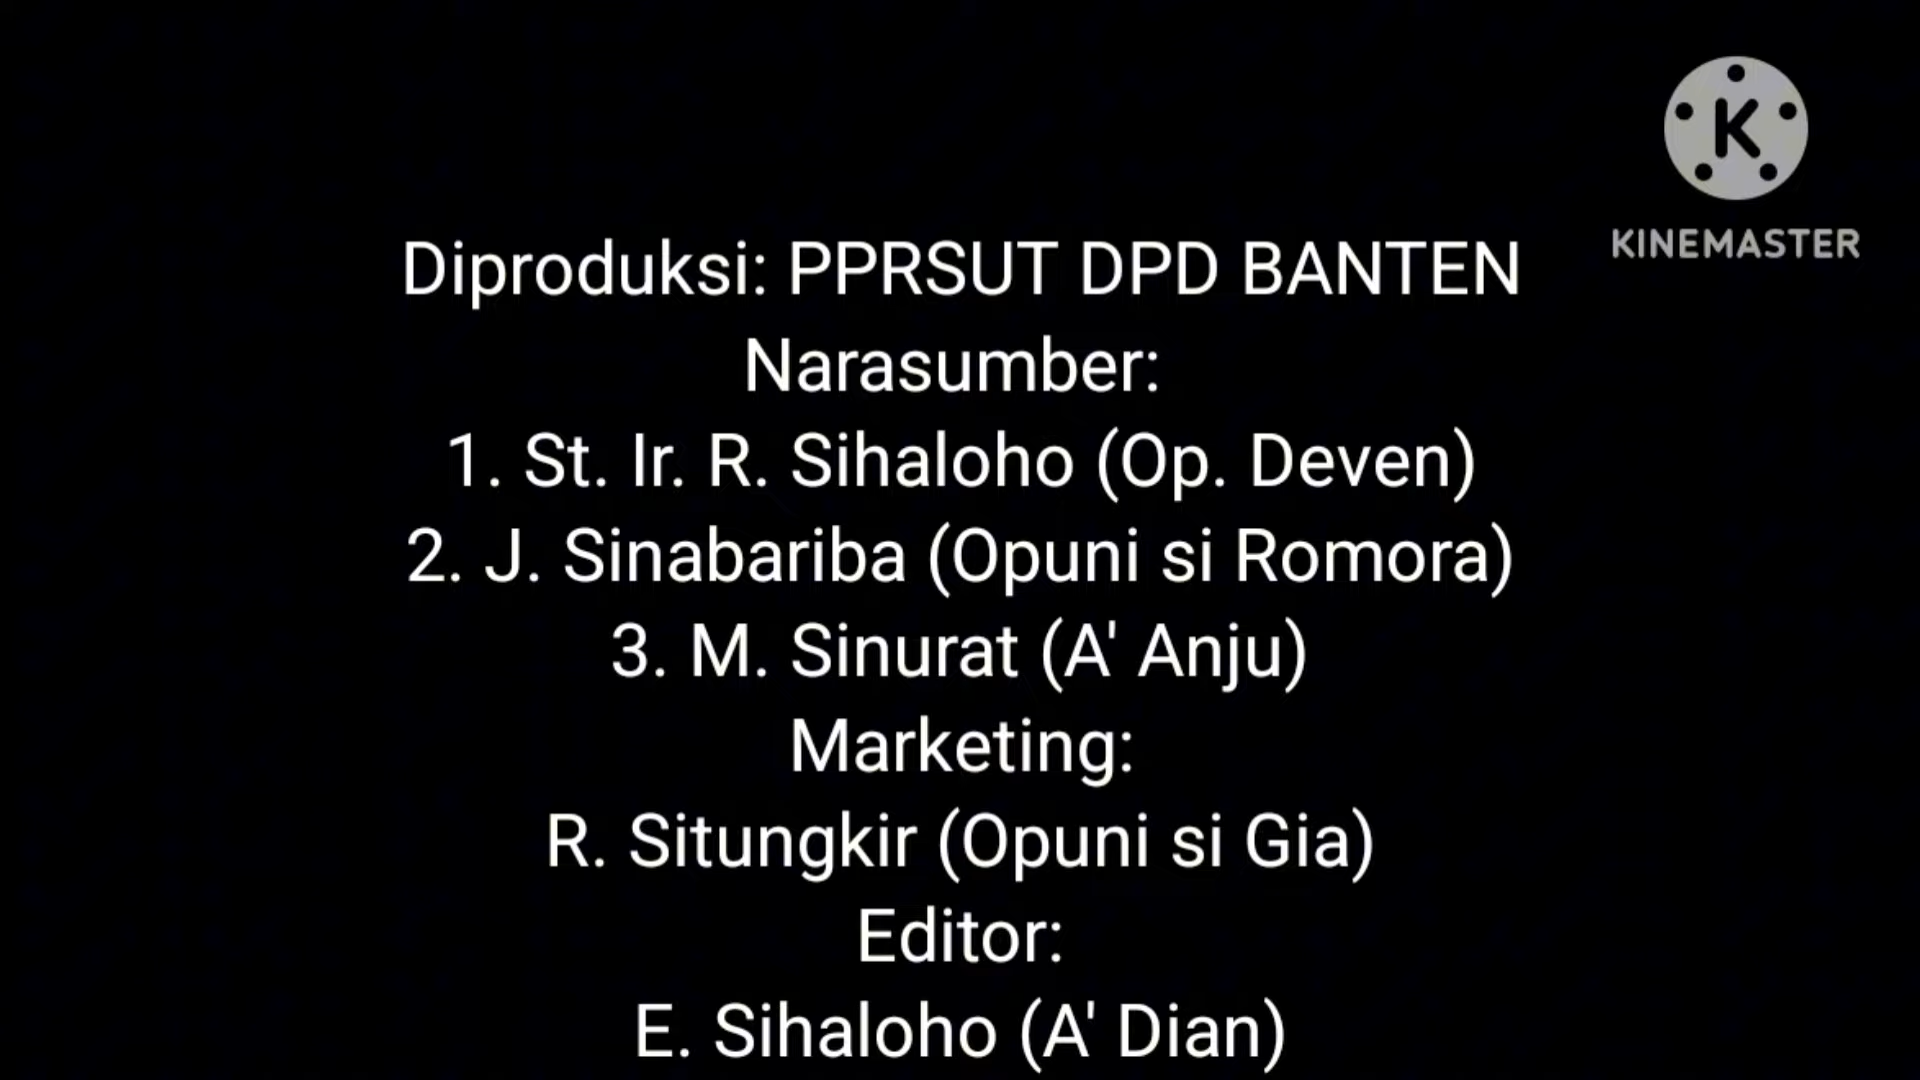 KINEMASTER
Diproduksi: PPRSUT DPD BANTEN
Narasumber:
1. St. Ir. R. Sihaloho (Op. Deven)
2. J. Sinabariba (Opuni si Romora)
3. M. Sinurat (A' Anju)
Marketing:
R. Situngkir (Opuni si Gia)
Editor:
E. Sihaloho (A' Dian)